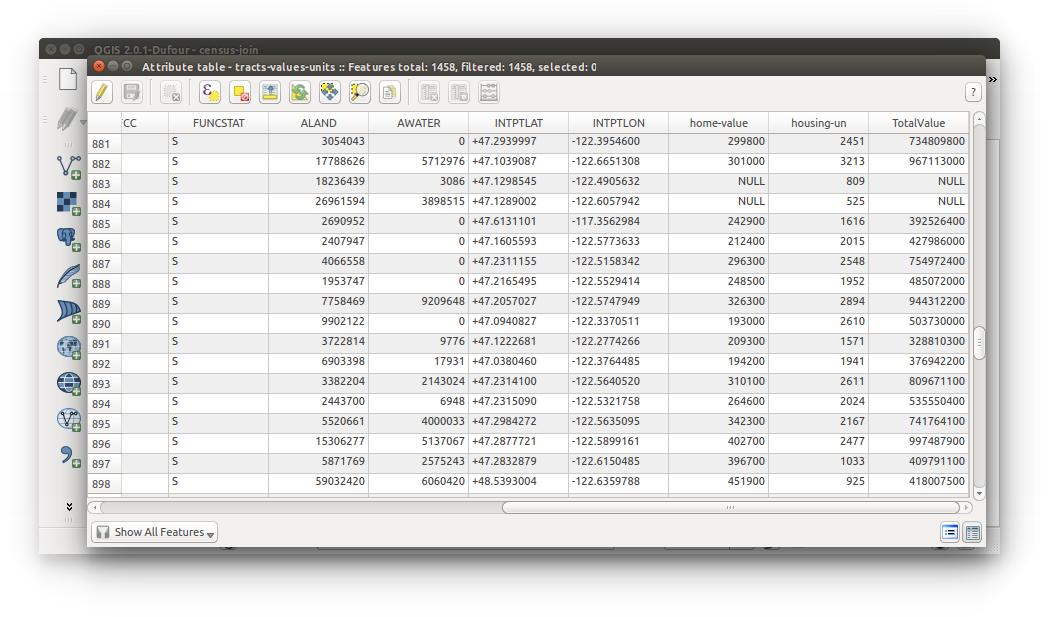 QGIS 2.0.1-Dufour - census-join
Attribute table - tracts-values-units :: Features total: 1458, filtered: 1458, selected: 0
?
CC FUNCSTAT ALAND AWATER INTPTLAT INTPTLON home-value housing-un TotalValue
881 S 3054043 0 +47.2939997 -122.3954600 299800 2451 734809800
882 S 17788626 5712976 +47.1039087 -122.6651308 301000 3213 967113000
883 S 18236439 3086 +47.1298545 -122.4905632 NULL 809 NULL
884 S 26961594 3898515 +47.1289002 -122.6057942 NULL 525 NULL
885 S 2690952 0 +47.6131101 -117.3562984 242900 1616 392526400
886 S 2407947 0 +47.1605593 -122.5773633 212400 2015 427986000
887 S 4066558 0 +47.2311155 -122.5158342 296300 2548 754972400
888 S 1953747 0 +47.2165495 -122.5529414 248500 1952 485072000
889 S 7758469 9209648 +47.2057027 -122.5747949 326300 2894 944312200
890 S 9902122 0 +47.0940827 -122.3370511 193000 2610 503730000
891 S 3722814 9776 +47.1222681 -122.2774266 209300 1571 328810300
892 S 6903398 17931 +47.0380460 -122.3764485 194200 1941 376942200
893 S 3382204 2143024 +47.2314100 -122.5640520 310100 2611 809671100
894 S 2443700 6948 +47.2315090 -122.5321758 264600 2024 535550400
895 S 5520661 4000033 +47.2984272 -122.5635095 342300 2167 741764100
896 S 15306277 5137067 +47.2877721 -122.5899161 402700 2477 997487900
897 S 5871769 2575243 +47.2832879 -122.6150485 396700 1033 409791100
898 S 59032420 6060420 +48.5393004 -122.6359788 451900 925 418007500
Show All Features